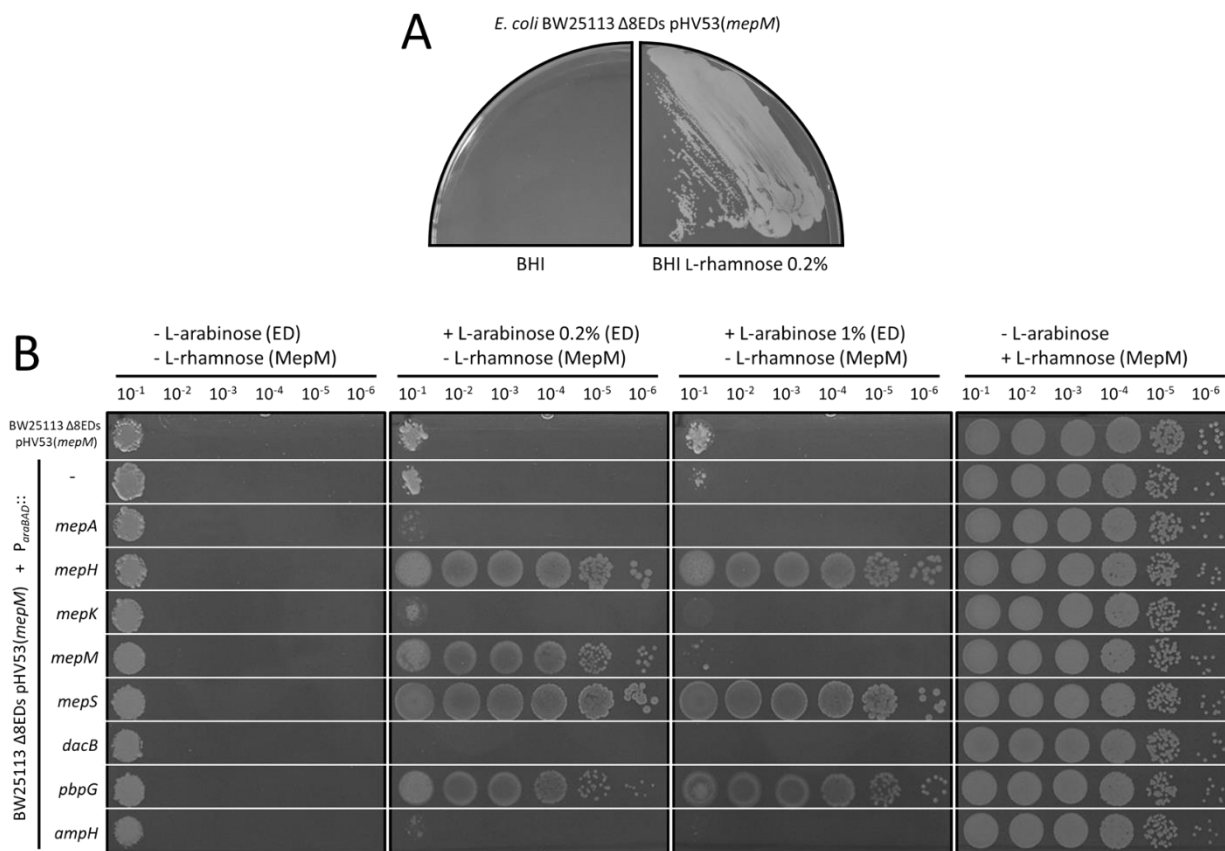 A
E. coli BW25113 Δ8EDs pHV53(mepM)
BHI
BHI L-rhamnose 0.2%
B
- L-arabinose (ED)
- L-rhamnose (MepM)
+ L-arabinose 0.2% (ED)
- L-rhamnose (MepM)
+ L-arabinose 1% (ED)
- L-rhamnose (MepM)
- L-arabinose
+ L-rhamnose (MepM)
10⁻¹ 10⁻² 10⁻³ 10⁻⁴ 10⁻⁵ 10⁻⁶
10⁻¹ 10⁻² 10⁻³ 10⁻⁴ 10⁻⁵ 10⁻⁶
10⁻¹ 10⁻² 10⁻³ 10⁻⁴ 10⁻⁵ 10⁻⁶
10⁻¹ 10⁻² 10⁻³ 10⁻⁴ 10⁻⁵ 10⁻⁶
BW25113 Δ8EDs
pHV53(mepM)
BW25113 Δ8EDs pHV53(mepM) + ParaBAD::
-
mepA
mepH
mepK
mepM
mepS
dacB
pbpG
ampH